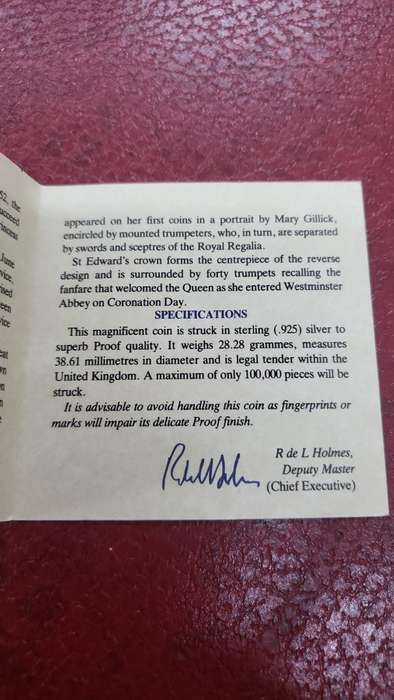 52, the
appeared on her first coins in a portrait by Mary Gillick,
encircled by mounted trumpeters, who, in turn, are separated
by swords and sceptres of the Royal Regalia.
St Edward's crown forms the centrepiece of the reverse
design and is surrounded by forty trumpets recalling the
fanfare that welcomed the Queen as she entered Westminster
Abbey on Coronation Day.
SPECIFICATIONS
This magnificent coin is struck in sterling (.925) silver to
superb Proof quality. It weighs 28.28 grammes, measures
38.61 millimetres in diameter and is legal tender within the
United Kingdom. A maximum of only 100,000 pieces will be
struck.
It is advisable to avoid handling this coin as fingerprints or
marks will impair its delicate Proof finish.
R de L Holmes,
Deputy Master
(Chief Executive)